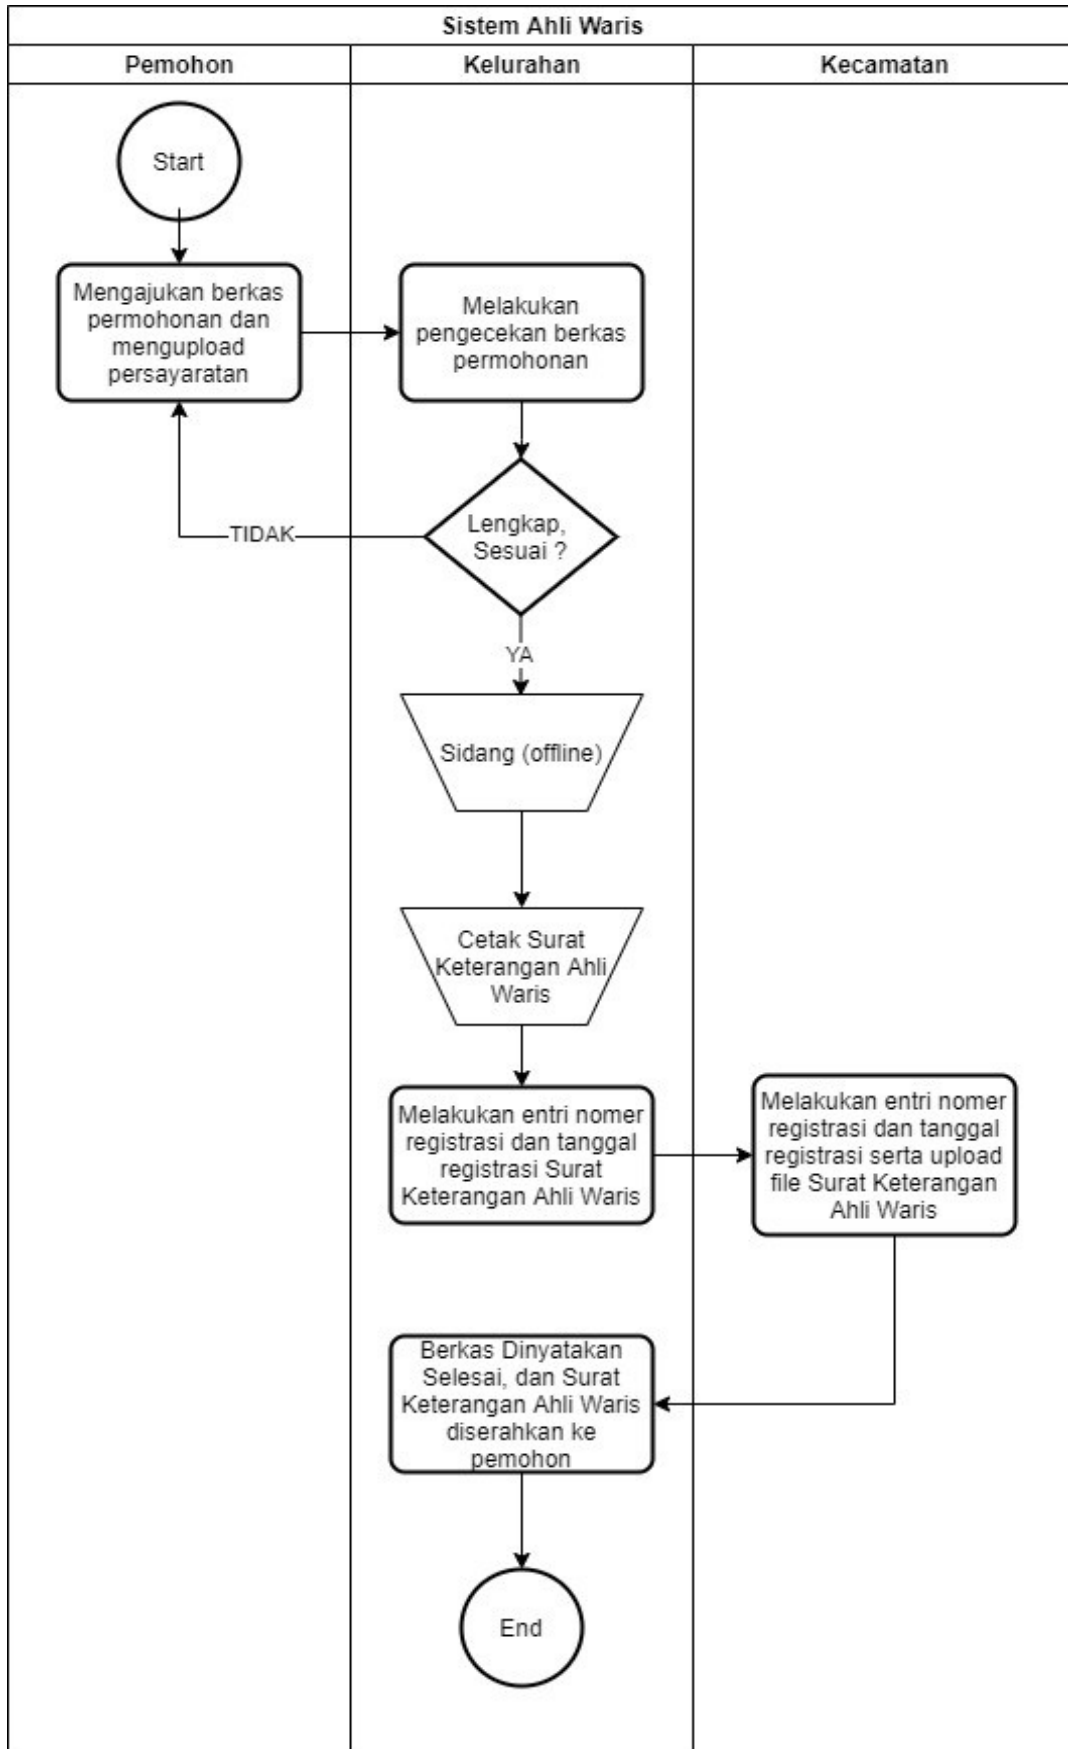 Sistem Ahli Waris
Pemohon
Kelurahan
Kecamatan
Start
Mengajukan berkas
permohonan dan
mengupload
persayaratan
Melakukan
pengecekan berkas
permohonan
Lengkap,
Sesuai ?
TIDAK
YA
Sidang (offline)
Cetak Surat
Keterangan Ahli
Waris
Melakukan entri nomer
registrasi dan tanggal
registrasi Surat
Keterangan Ahli Waris
Melakukan entri nomer
registrasi dan tanggal
registrasi serta upload
file Surat Keterangan
Ahli Waris
Berkas Dinyatakan
Selesai, dan Surat
Keterangan Ahli Waris
diserahkan ke
pemohon
End